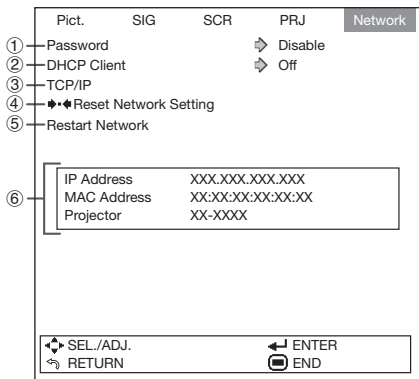 Pict. SIG SCR PRJ Network
① Password Disable
② DHCP Client Off
③ TCP/IP
④ Reset Network Setting
⑤ Restart Network
⑥
IP Address XXX.XXX.XXX.XXX
MAC Address XX:XX:XX:XX:XX:XX
Projector XX-XXXX
SEL./ADJ. ENTER
RETURN END